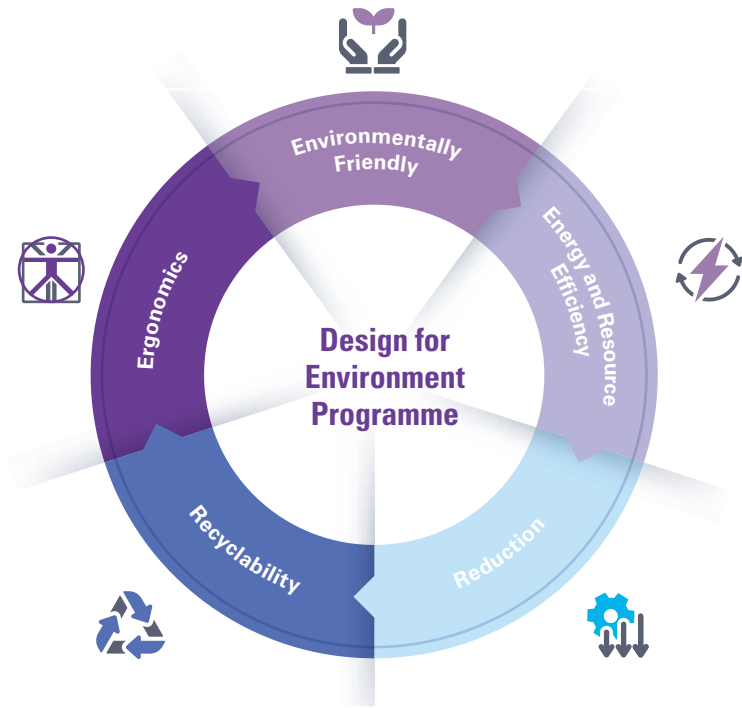 Environmentally
Friendly
Energy and Resource
Efficiency
Reduction
Recyclability
Ergonomics
Design for
Environment
Programme